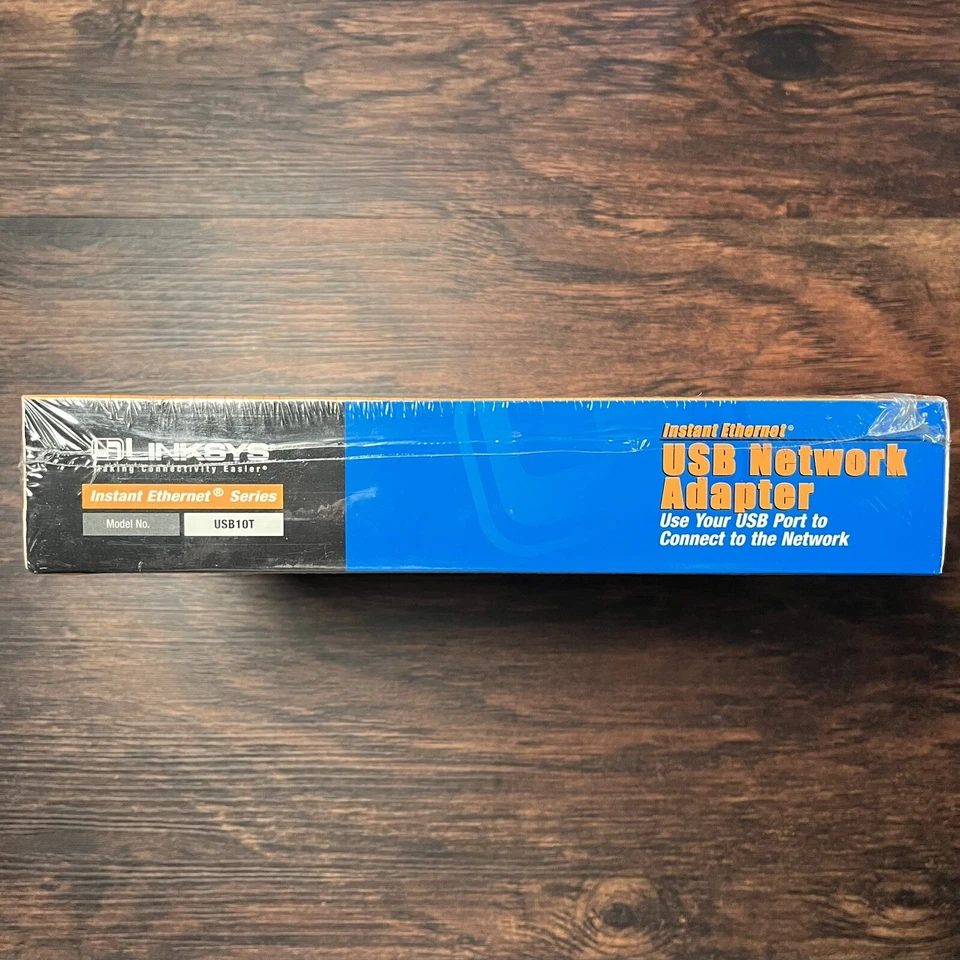 LINKSYS
Making Connectivity Easier®
Instant Ethernet® Series
Model No. USB10T
Instant Ethernet®
USB Network
Adapter
Use Your USB Port to
Connect to the Network